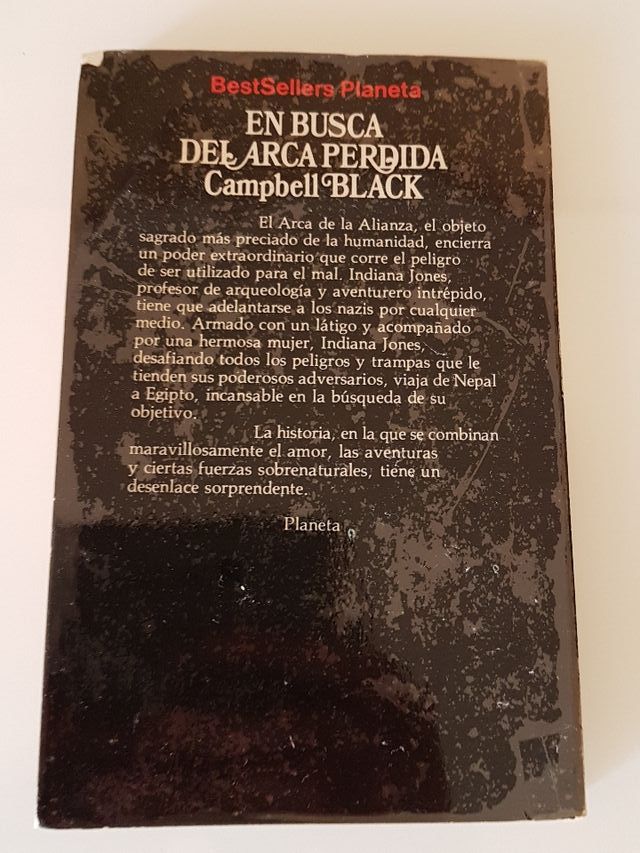 BestSellers Planeta
EN BUSCA
DEL ARCA PERDIDA
Campbell BLACK
El Arca de la Alianza, el objeto
sagrado más preciado de la humanidad, encierra
un poder extraordinario que corre el peligro
de ser utilizado para el mal. Indiana Jones,
profesor de arqueología y aventurero intrépido,
tiene que adelantarse a los nazis por cualquier
medio. Armado con un látigo y acompañado
por una hermosa mujer, Indiana Jones,
desafiando todos los peligros y trampas que le
tienden sus poderosos adversarios, viaja de Nepal
a Egipto, incansable en la búsqueda de su
objetivo.
La historia, en la que se combinan
maravillosamente el amor, las aventuras
y ciertas fuerzas sobrenaturales, tiene un
desenlace sorprendente.
Planeta